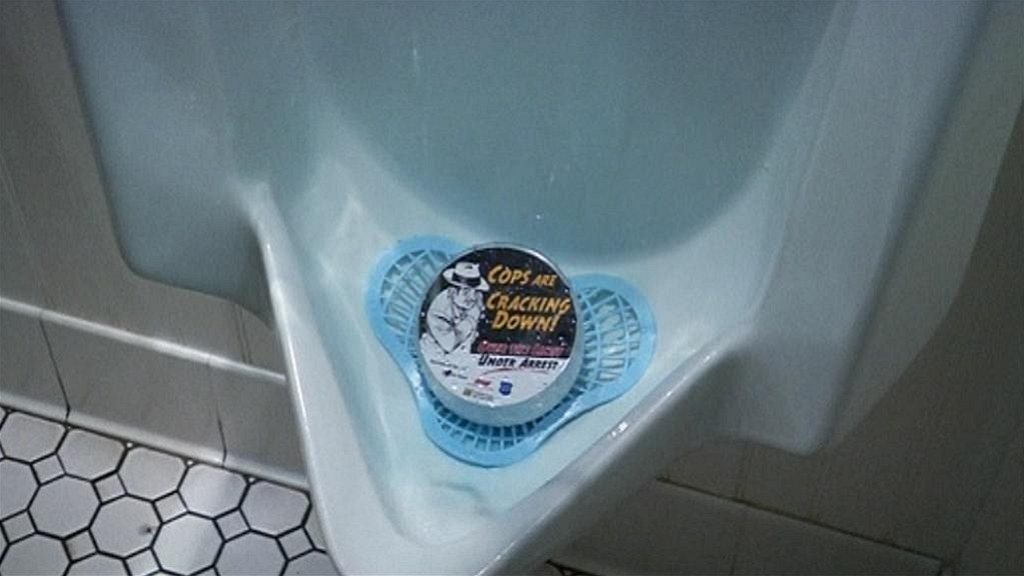 COPS ARE
CRACKING
DOWN!
UNDER ARREST